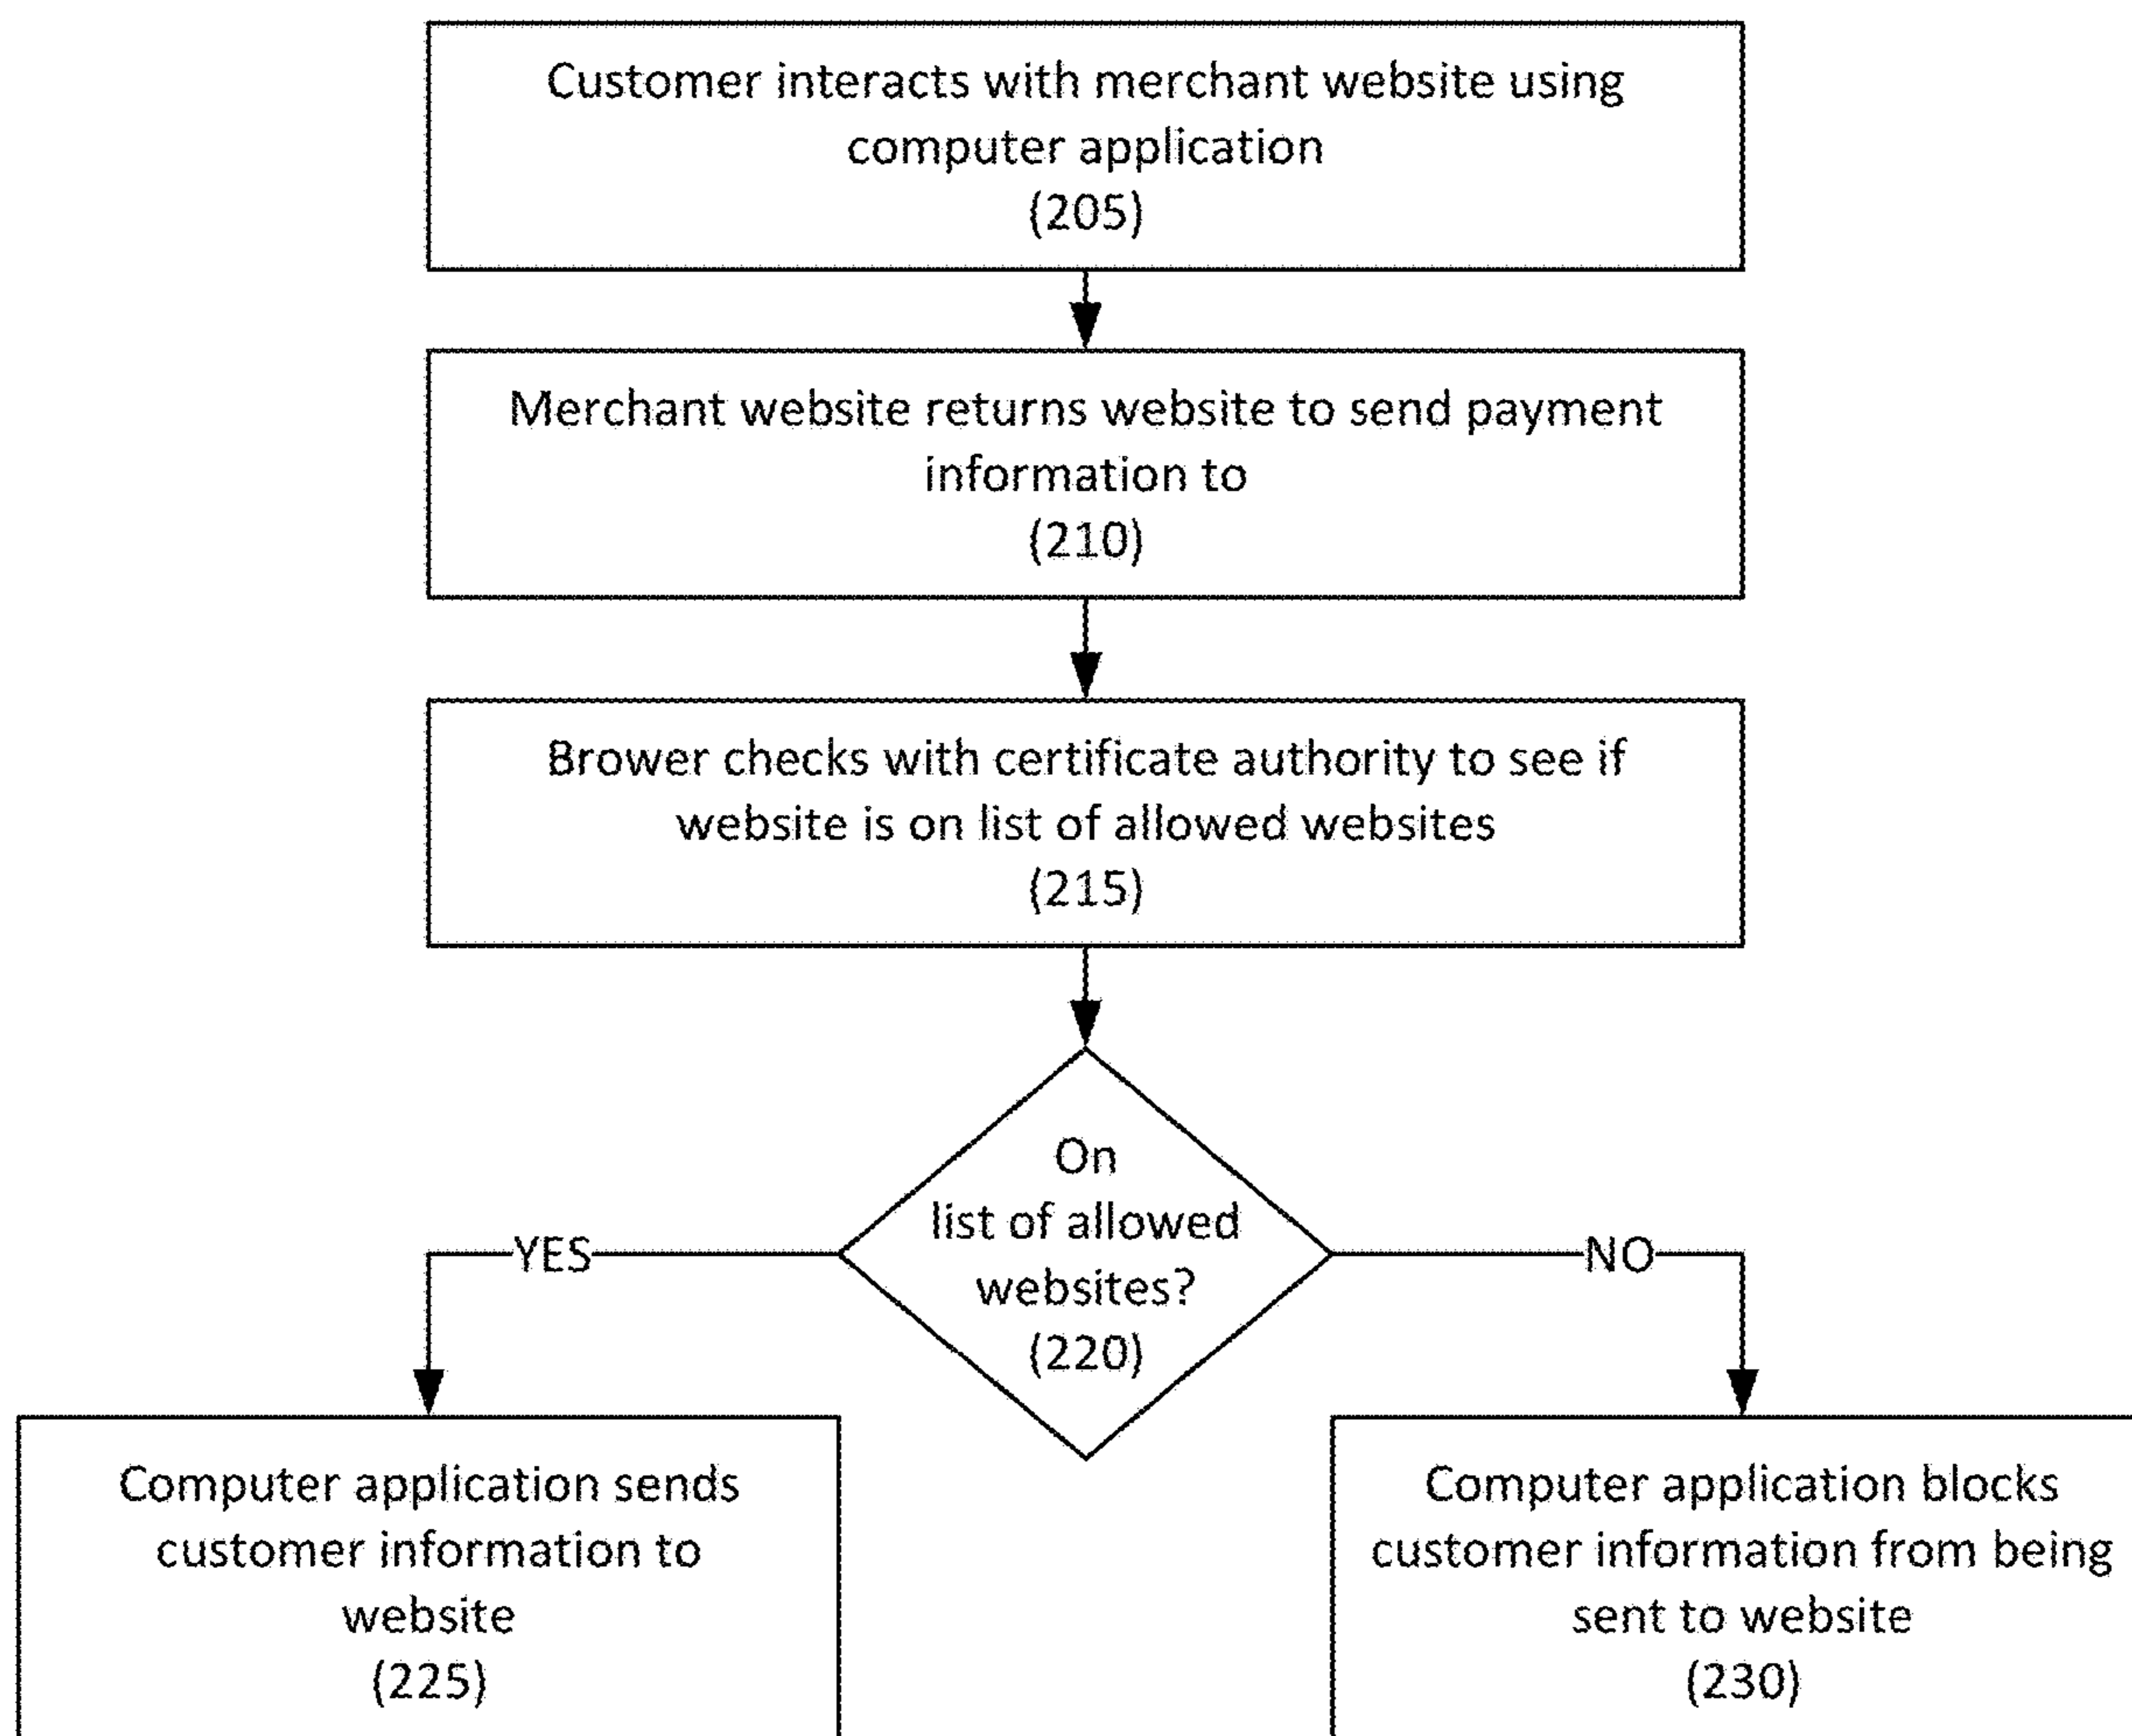 Customer interacts with merchant website using
computer application
(205)
Merchant website returns website to send payment
information to
(210)
Brower checks with certificate authority to see if
website is on list of allowed websites
(215)
On
list of allowed
websites?
(220)
YES
NO
Computer application sends
customer information to
website
(225)
Computer application blocks
customer information from being
sent to website
(230)